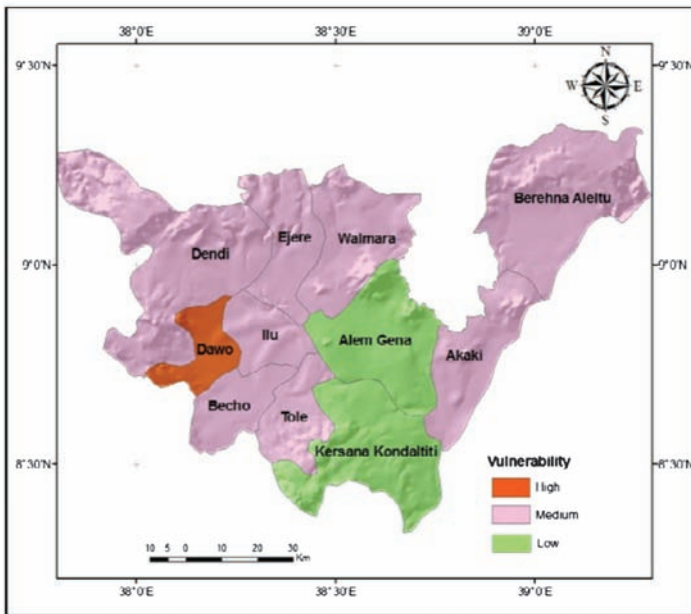 38°0'E 38°30'E 39°0'E
9°30'N 9°30'N
N
W E
S
Berehna Aleltu
Ejere Walmara
Dendi
9°0'N 9°0'N
Dawo Ilu Alem Gena Akaki
Becho Tole
Kersana Kondaltiti
8°30'N 8°30'N
Vulnerability
High
Medium
Low
10 5 0 10 20 30
Km
38°0'E 38°30'E 39°0'E